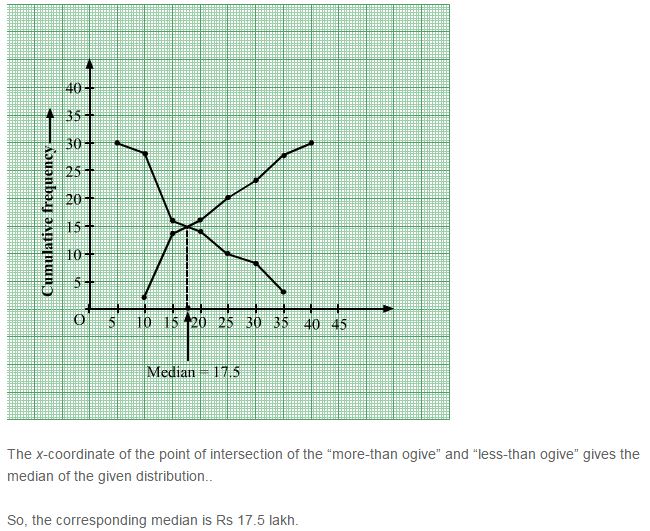 40
35
30
25
20
15
10
5
Cumulative frequency
O
5 10 15 20 25 30 35 40 45
Median = 17.5
The x-coordinate of the point of intersection of the “more-than ogive” and “less-than ogive” gives the
median of the given distribution..
So, the corresponding median is Rs 17.5 lakh.